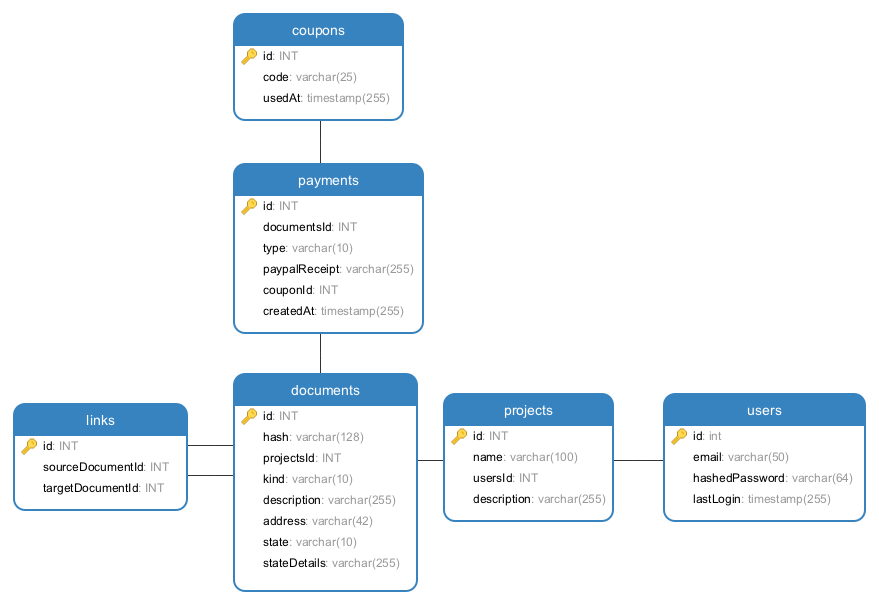 coupons
id: INT
code: varchar(25)
usedAt: timestamp(255)
payments
id: INT
documentsId: INT
type: varchar(10)
paypalReceipt: varchar(255)
couponId: INT
createdAt: timestamp(255)
links
id: INT
sourceDocumentId: INT
targetDocumentId: INT
documents
id: INT
hash: varchar(128)
projectsId: INT
kind: varchar(10)
description: varchar(255)
address: varchar(42)
state: varchar(10)
stateDetails: varchar(255)
projects
id: INT
name: varchar(100)
usersId: INT
description: varchar(255)
users
id: int
email: varchar(50)
hashedPassword: varchar(64)
lastLogin: timestamp(255)